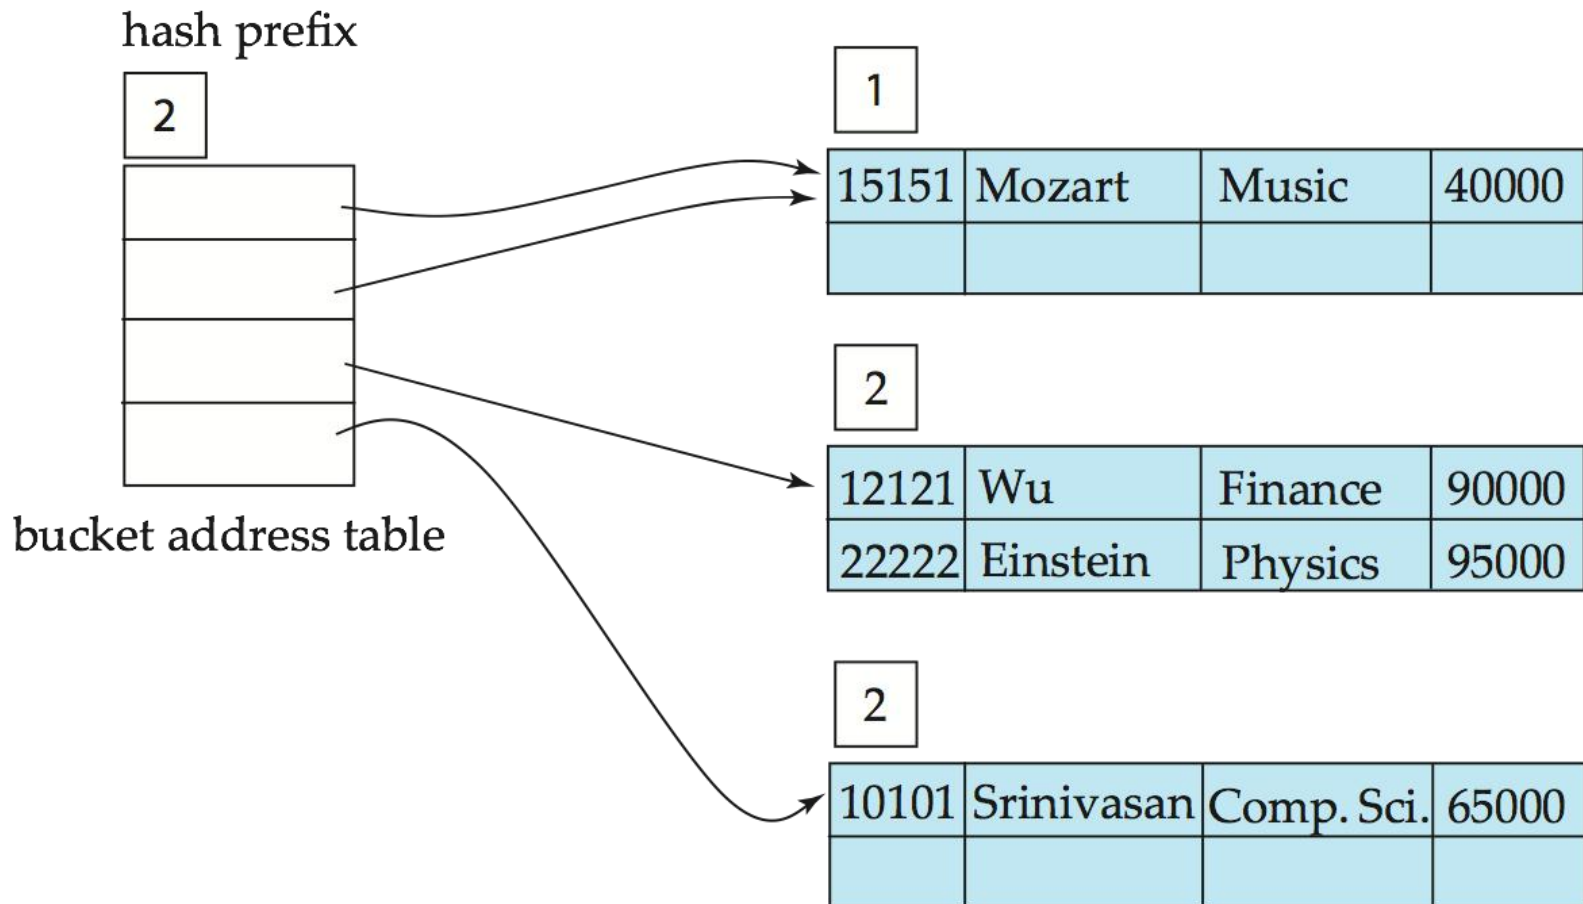 hash prefix
2
bucket address table
1
15151 Mozart Music 40000
2
12121 Wu Finance 90000
22222 Einstein Physics 95000
2
10101 Srinivasan Comp. Sci. 65000